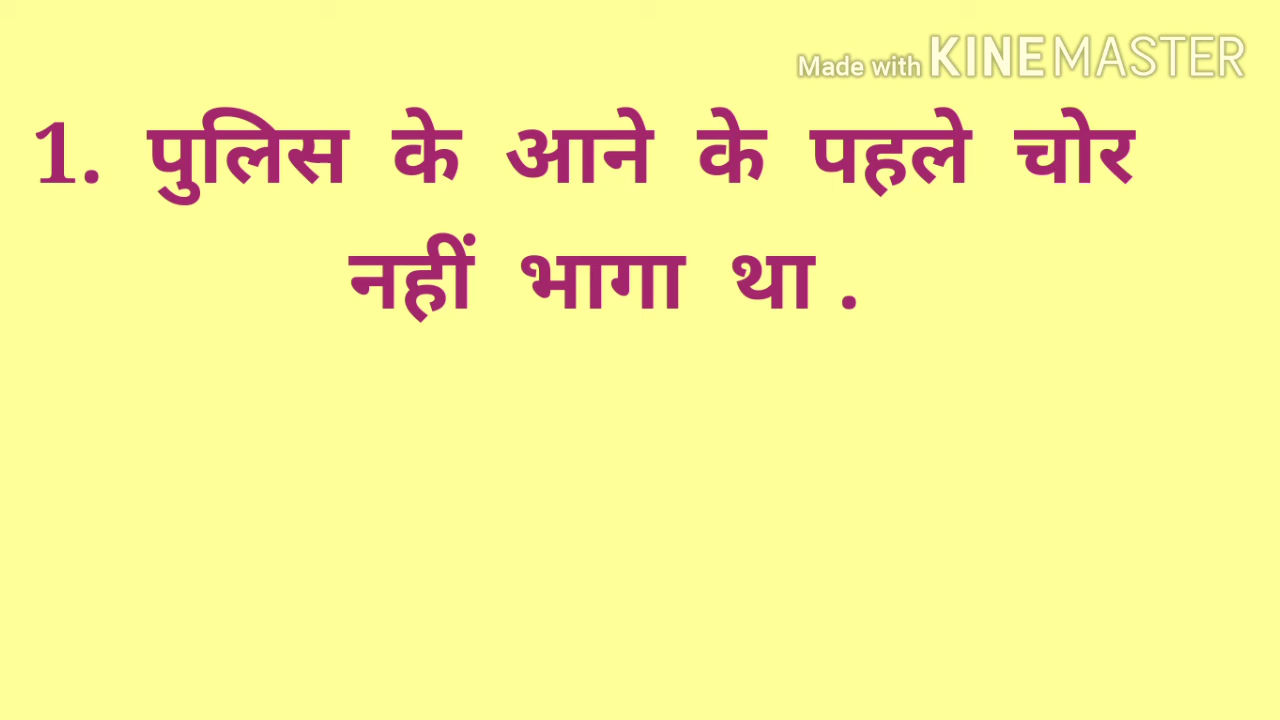 Made with KINEMASTER
1. पुलिस के आने के पहले चोर
नहीं भागा था .